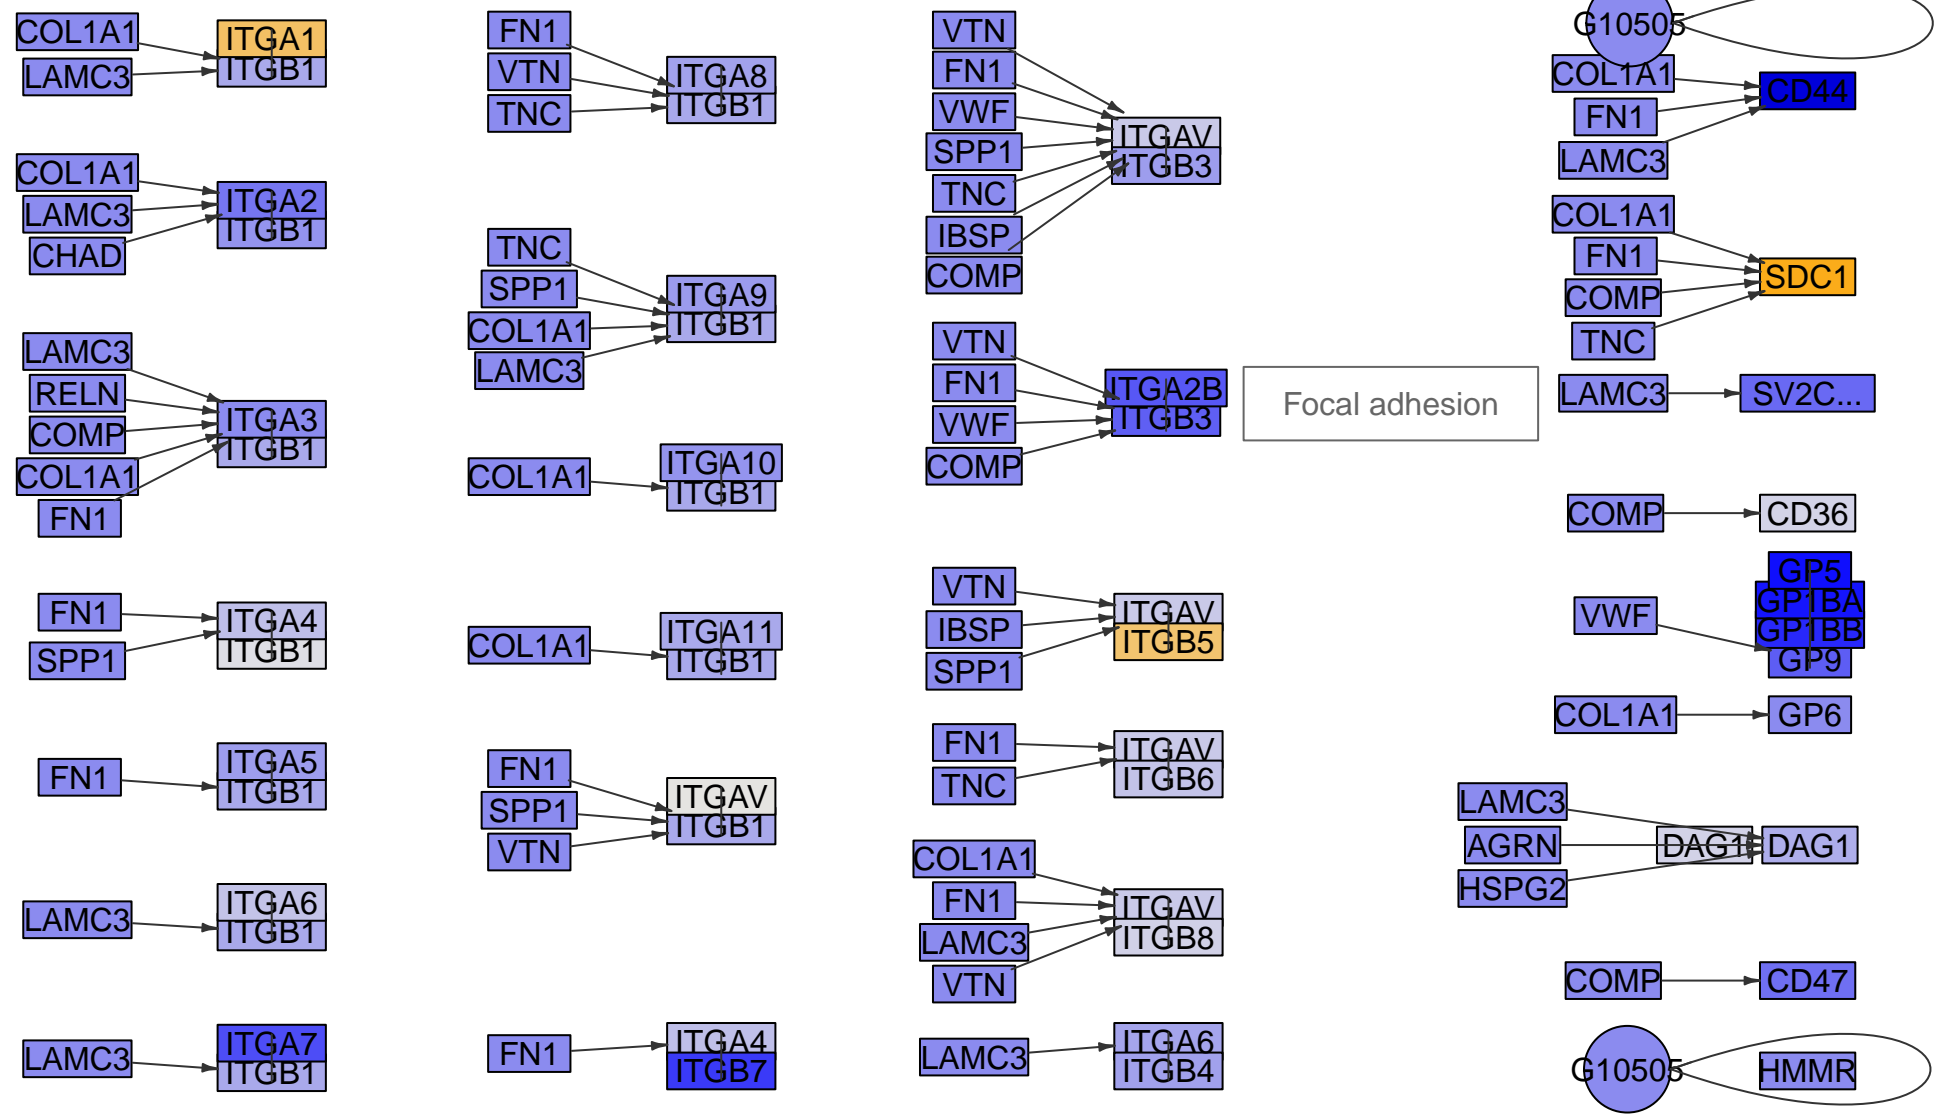 COL1A1
LAMC3
ITGA1
ITGB1
COL1A1
LAMC3
CHAD
ITGA2
ITGB1
LAMC3
RELN
COMP
COL1A1
FN1
ITGA3
ITGB1
FN1
SPP1
ITGA4
ITGB1
FN1
ITGA5
ITGB1
LAMC3
ITGA6
ITGB1
LAMC3
ITGA7
ITGB1
FN1
VTN
TNC
ITGA8
ITGB1
TNC
SPP1
COL1A1
LAMC3
ITGA9
ITGB1
COL1A1
ITGA10
ITGB1
COL1A1
ITGA11
ITGB1
FN1
SPP1
VTN
ITGAV
ITGB1
FN1
ITGA4
ITGB7
VTN
FN1
VWF
SPP1
TNC
IBSP
COMP
ITGAV
ITGB3
VTN
FN1
VWF
COMP
ITGA2B
ITGB3
Focal adhesion
VTN
IBSP
SPP1
ITGAV
ITGB5
FN1
TNC
ITGAV
ITGB6
COL1A1
FN1
LAMC3
VTN
ITGAV
ITGB8
LAMC3
ITGA6
ITGB4
G10505
COL1A1
FN1
LAMC3
CD44
COL1A1
FN1
COMP
TNC
SDC1
LAMC3
SV2C...
COMP
CD36
VWF
GP5
GP1BA
GP1BB
GP9
COL1A1
GP6
LAMC3
AGRN
HSPG2
DAG1
DAG1
COMP
CD47
G10505
HMMR